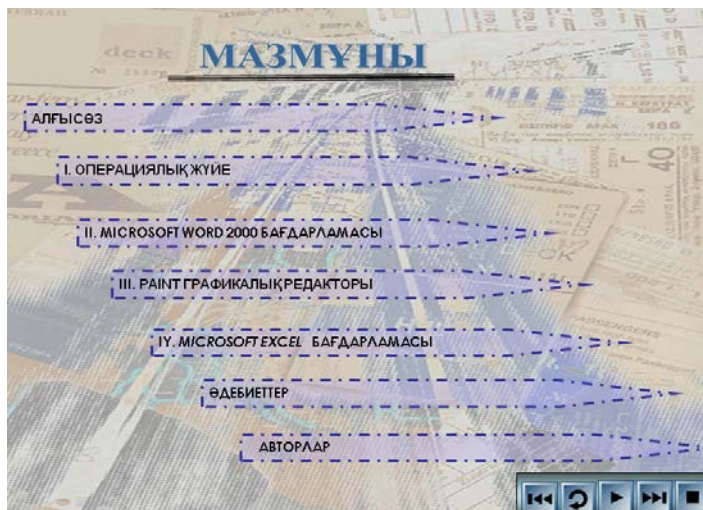 МАЗМҰНЫ
АЛҒЫСӨЗ
I. ОПЕРАЦИЯЛЫҚ ЖҮЙЕ
II. MICROSOFT WORD 2000 БАҒДАРЛАМАСЫ
III. PAINT ГРАФИКАЛЫҚ РЕДАКТОРЫ
IY. MICROSOFT EXCEL БАҒДАРЛАМАСЫ
ӘДЕБИЕТТЕР
АВТОРЛАР